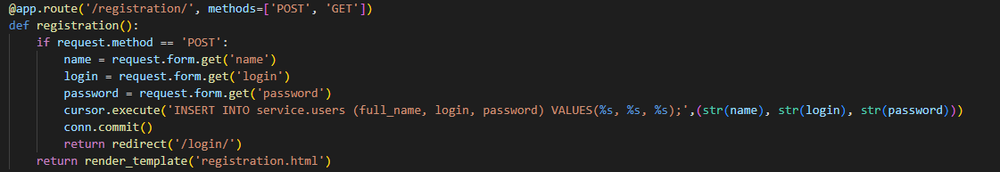 @app.route('/registration/', methods=['POST', 'GET'])
def registration():
    if request.method == 'POST':
        name = request.form.get('name')
        login = request.form.get('login')
        password = request.form.get('password')
        cursor.execute('INSERT INTO service.users (full_name, login, password) VALUES(%s, %s, %s);',(str(name), str(login), str(password)))
        conn.commit()
        return redirect('/login/')
    return render_template('registration.html')